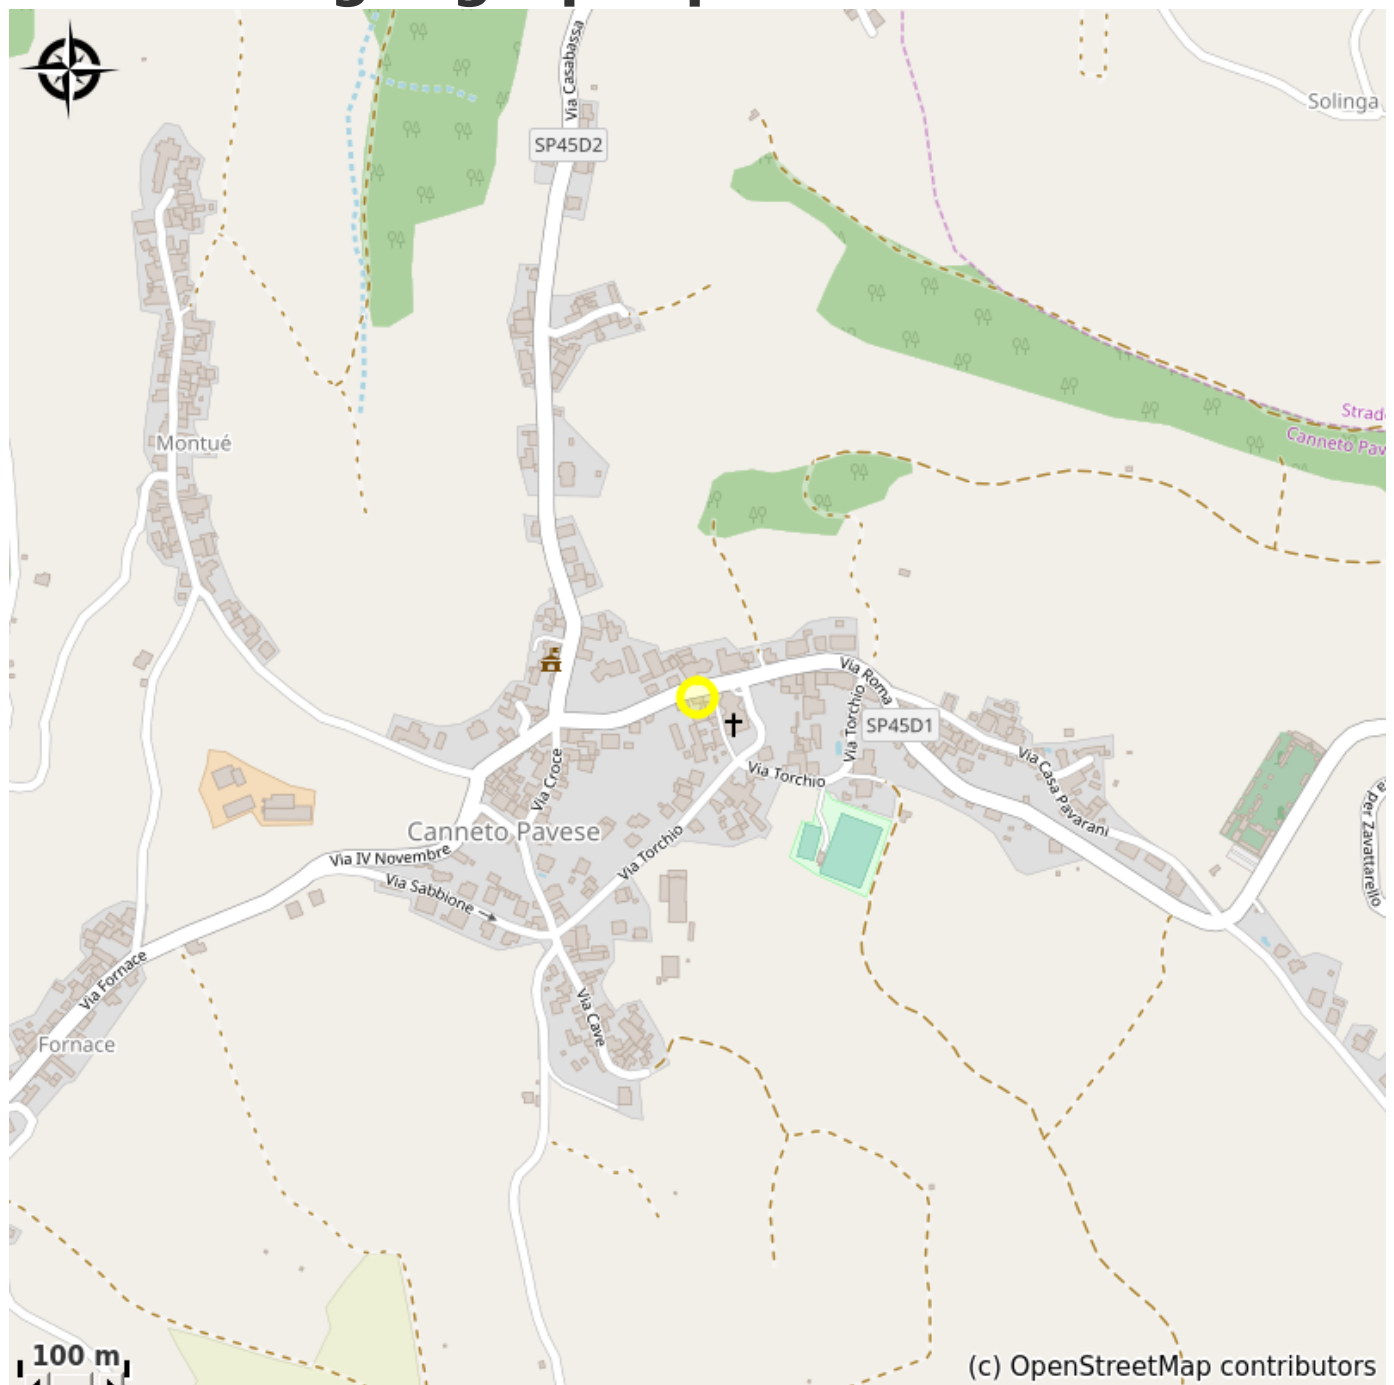 Via Casabassa
SP45D2
Solinga
Montué
Canneto Pav
Via Roma
Via Torchio
SP45D1
Via Croce
Via Torchio
Via Casa Pavarani
Canneto Pavese
Via Torchio
Via IV Novembre
Via Sabbione
per Zavattarello
Via Fornace
Via Cave
Fornace
100 m
(c) OpenStreetMap contributors